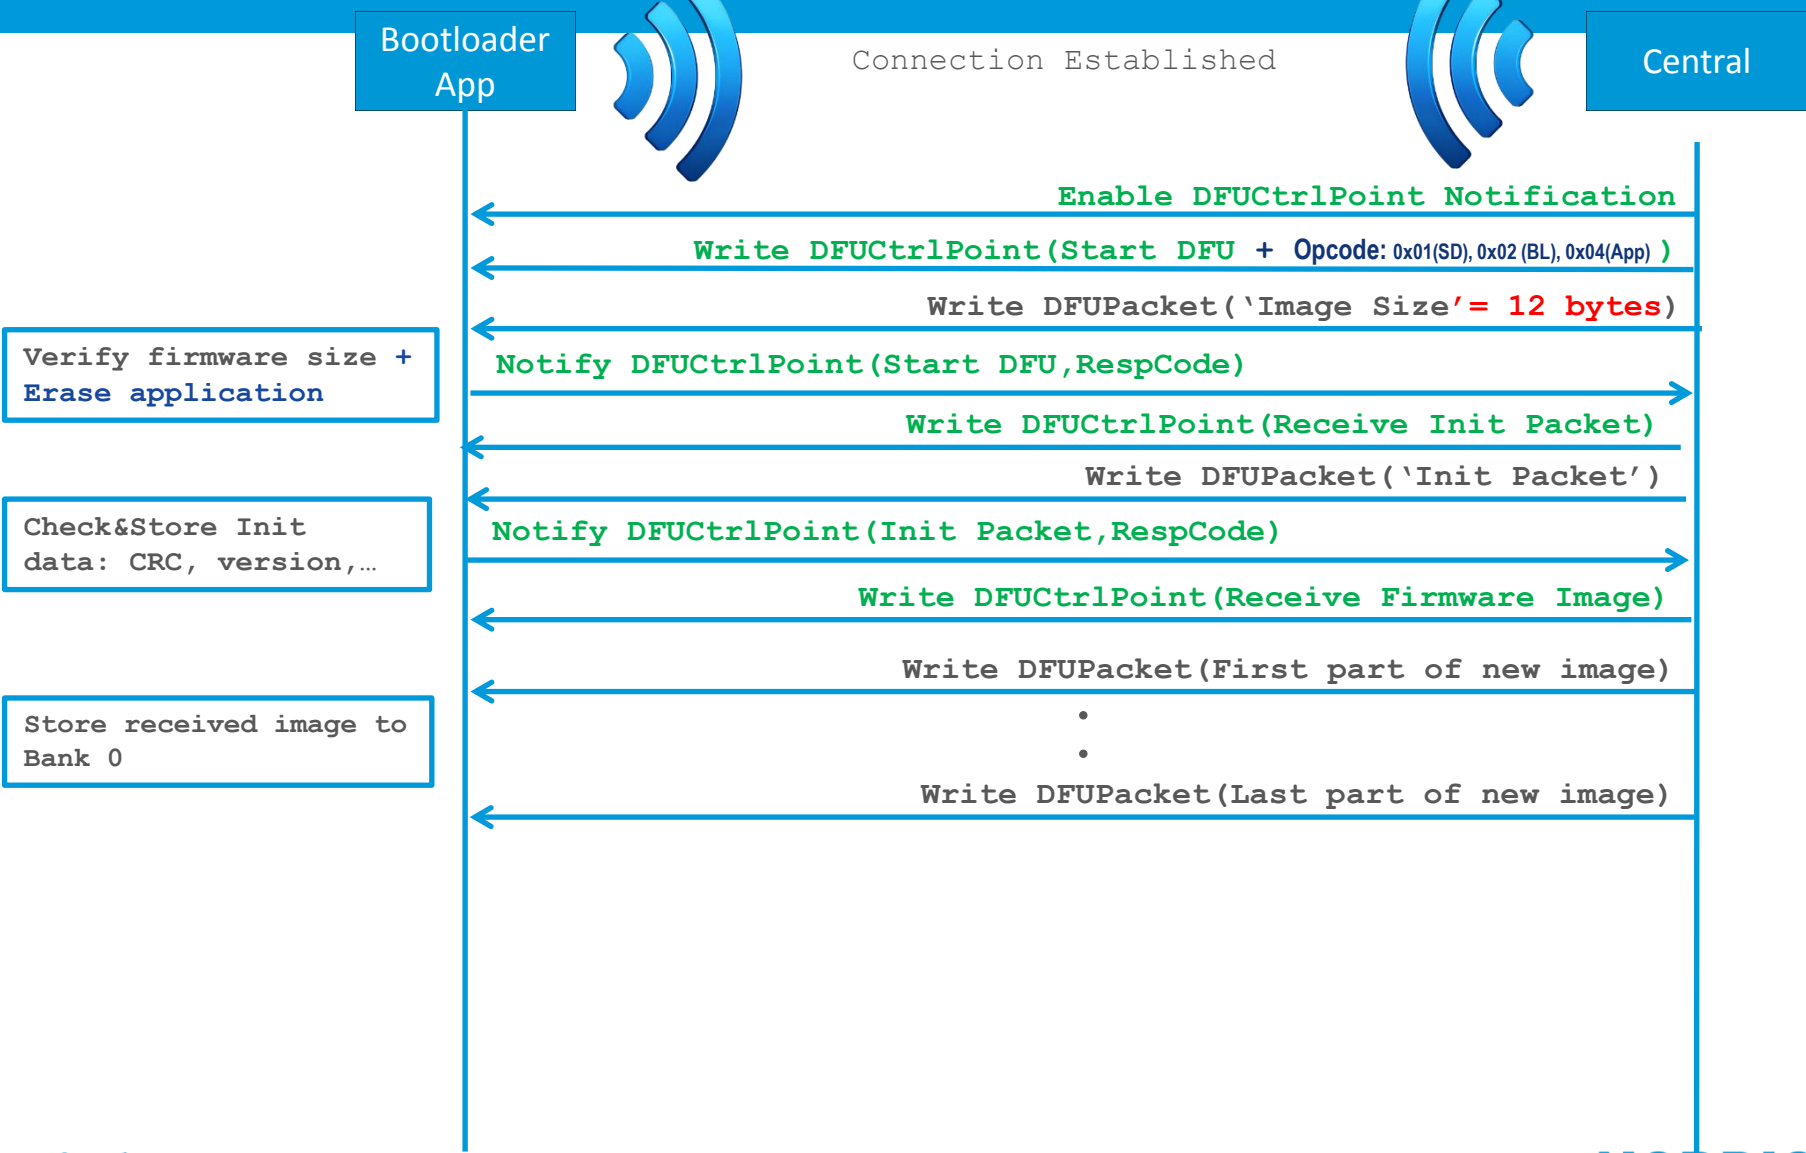 Bootloader
App
Connection Established
Central
Enable DFUCtrlPoint Notification
Write DFUCtrlPoint(Start DFU + Opcode: 0x01(SD), 0x02 (BL), 0x04(App) )
Write DFUPacket(‘Image Size’= 12 bytes)
Verify firmware size +
Erase application
Notify DFUCtrlPoint(Start DFU,RespCode)
Write DFUCtrlPoint(Receive Init Packet)
Write DFUPacket(‘Init Packet’)
Check&Store Init
data: CRC, version,…
Notify DFUCtrlPoint(Init Packet,RespCode)
Write DFUCtrlPoint(Receive Firmware Image)
Write DFUPacket(First part of new image)
Store received image to
Bank 0
Write DFUPacket(Last part of new image)